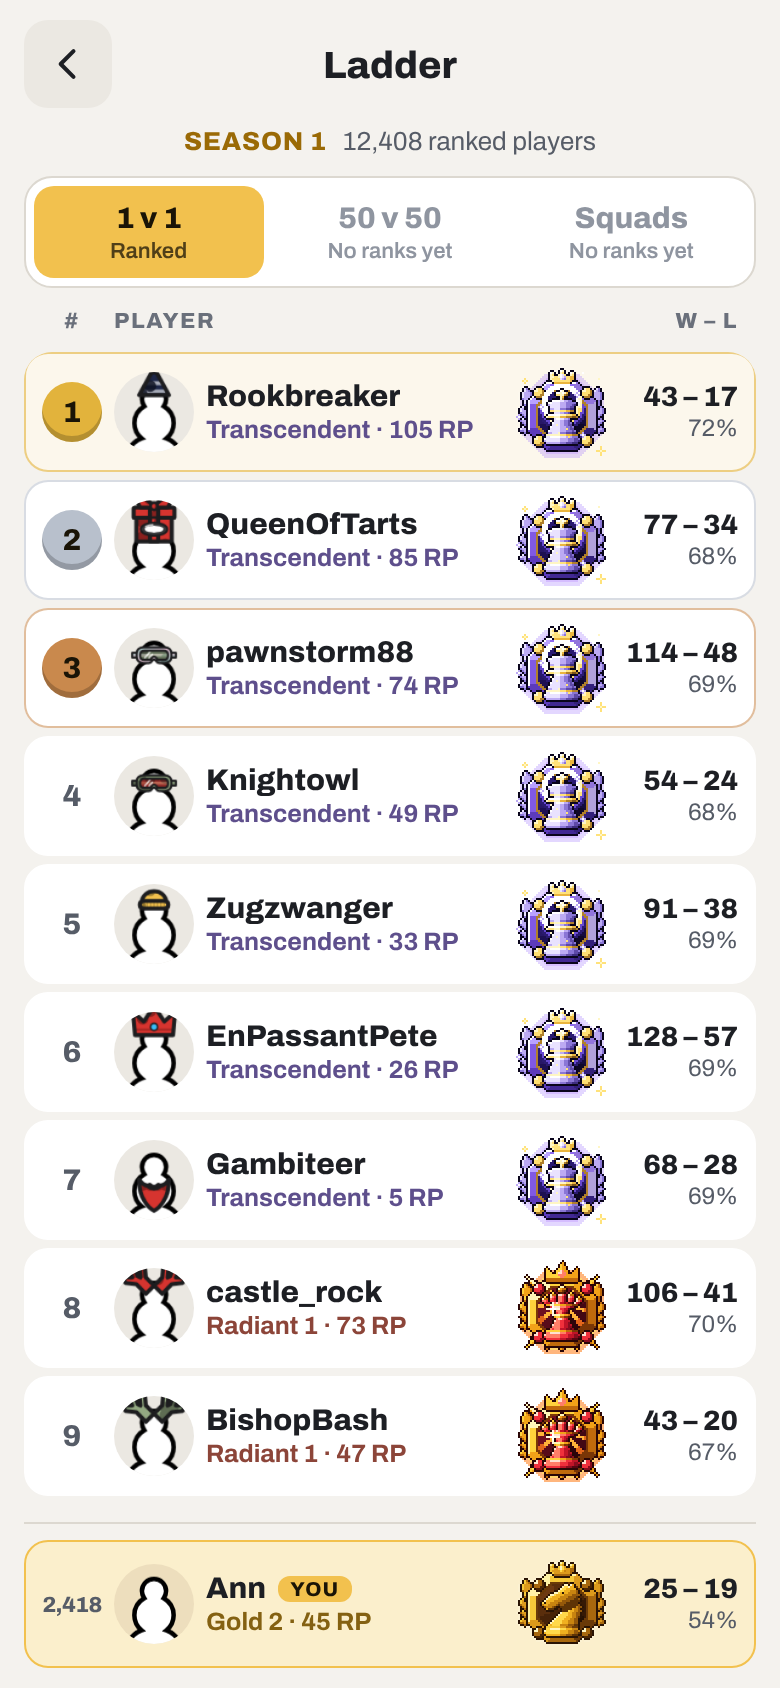 Ladder
SEASON 1 12,408 ranked players
1 v 1 50 v 50 Squads
Ranked No ranks yet No ranks yet
# PLAYER W – L
1 Rookbreaker 43 – 17
Transcendent · 105 RP 72%
2 QueenOfTarts 77 – 34
Transcendent · 85 RP 68%
3 pawnstorm88 114 – 48
Transcendent · 74 RP 69%
4 Knightowl 54 – 24
Transcendent · 49 RP 68%
5 Zugzwanger 91 – 38
Transcendent · 33 RP 69%
6 EnPassantPete 128 – 57
Transcendent · 26 RP 69%
7 Gambiteer 68 – 28
Transcendent · 5 RP 69%
8 castle_rock 106 – 41
Radiant 1 · 73 RP 70%
9 BishopBash 43 – 20
Radiant 1 · 47 RP 67%
2,418 Ann YOU 25 – 19
Gold 2 · 45 RP 54%